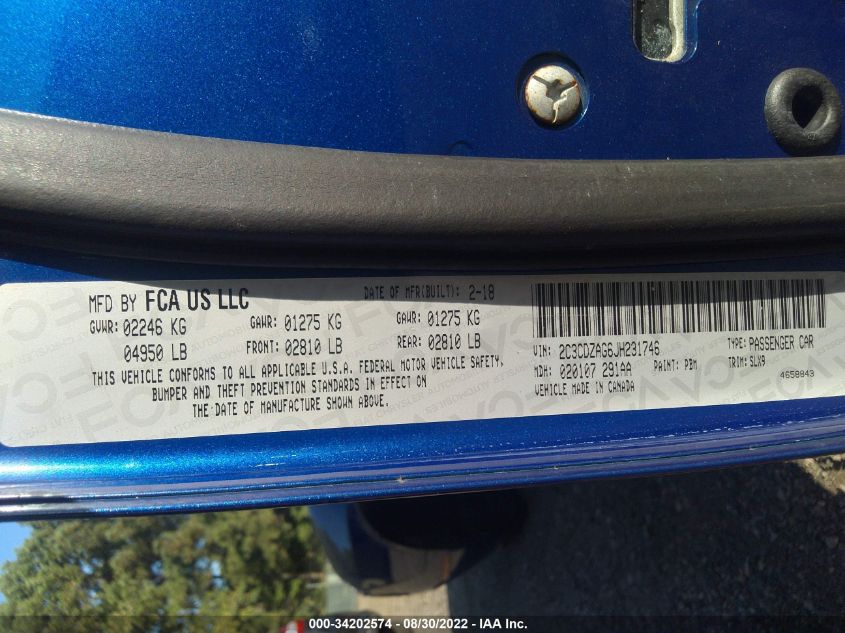 MFD BY FCA US LLC DATE OF MFR(BUILT): 2-18
GVWR: 02246 KG GAWR: 01275 KG GAWR: 01275 KG
04950 LB FRONT: 02810 LB REAR: 02810 LB
THIS VEHICLE CONFORMS TO ALL APPLICABLE U.S.A. FEDERAL MOTOR VEHICLE SAFETY,
BUMPER AND THEFT PREVENTION STANDARDS IN EFFECT ON
THE DATE OF MANUFACTURE SHOWN ABOVE.
VIN: 2C3CDZAG6JH231746 TYPE: PASSENGER CAR
MDH: 020107 291AA PAINT: PBM TRIM: SLX9
VEHICLE MADE IN CANADA 4658843
000-34202574 - 08/30/2022 - IAA Inc.